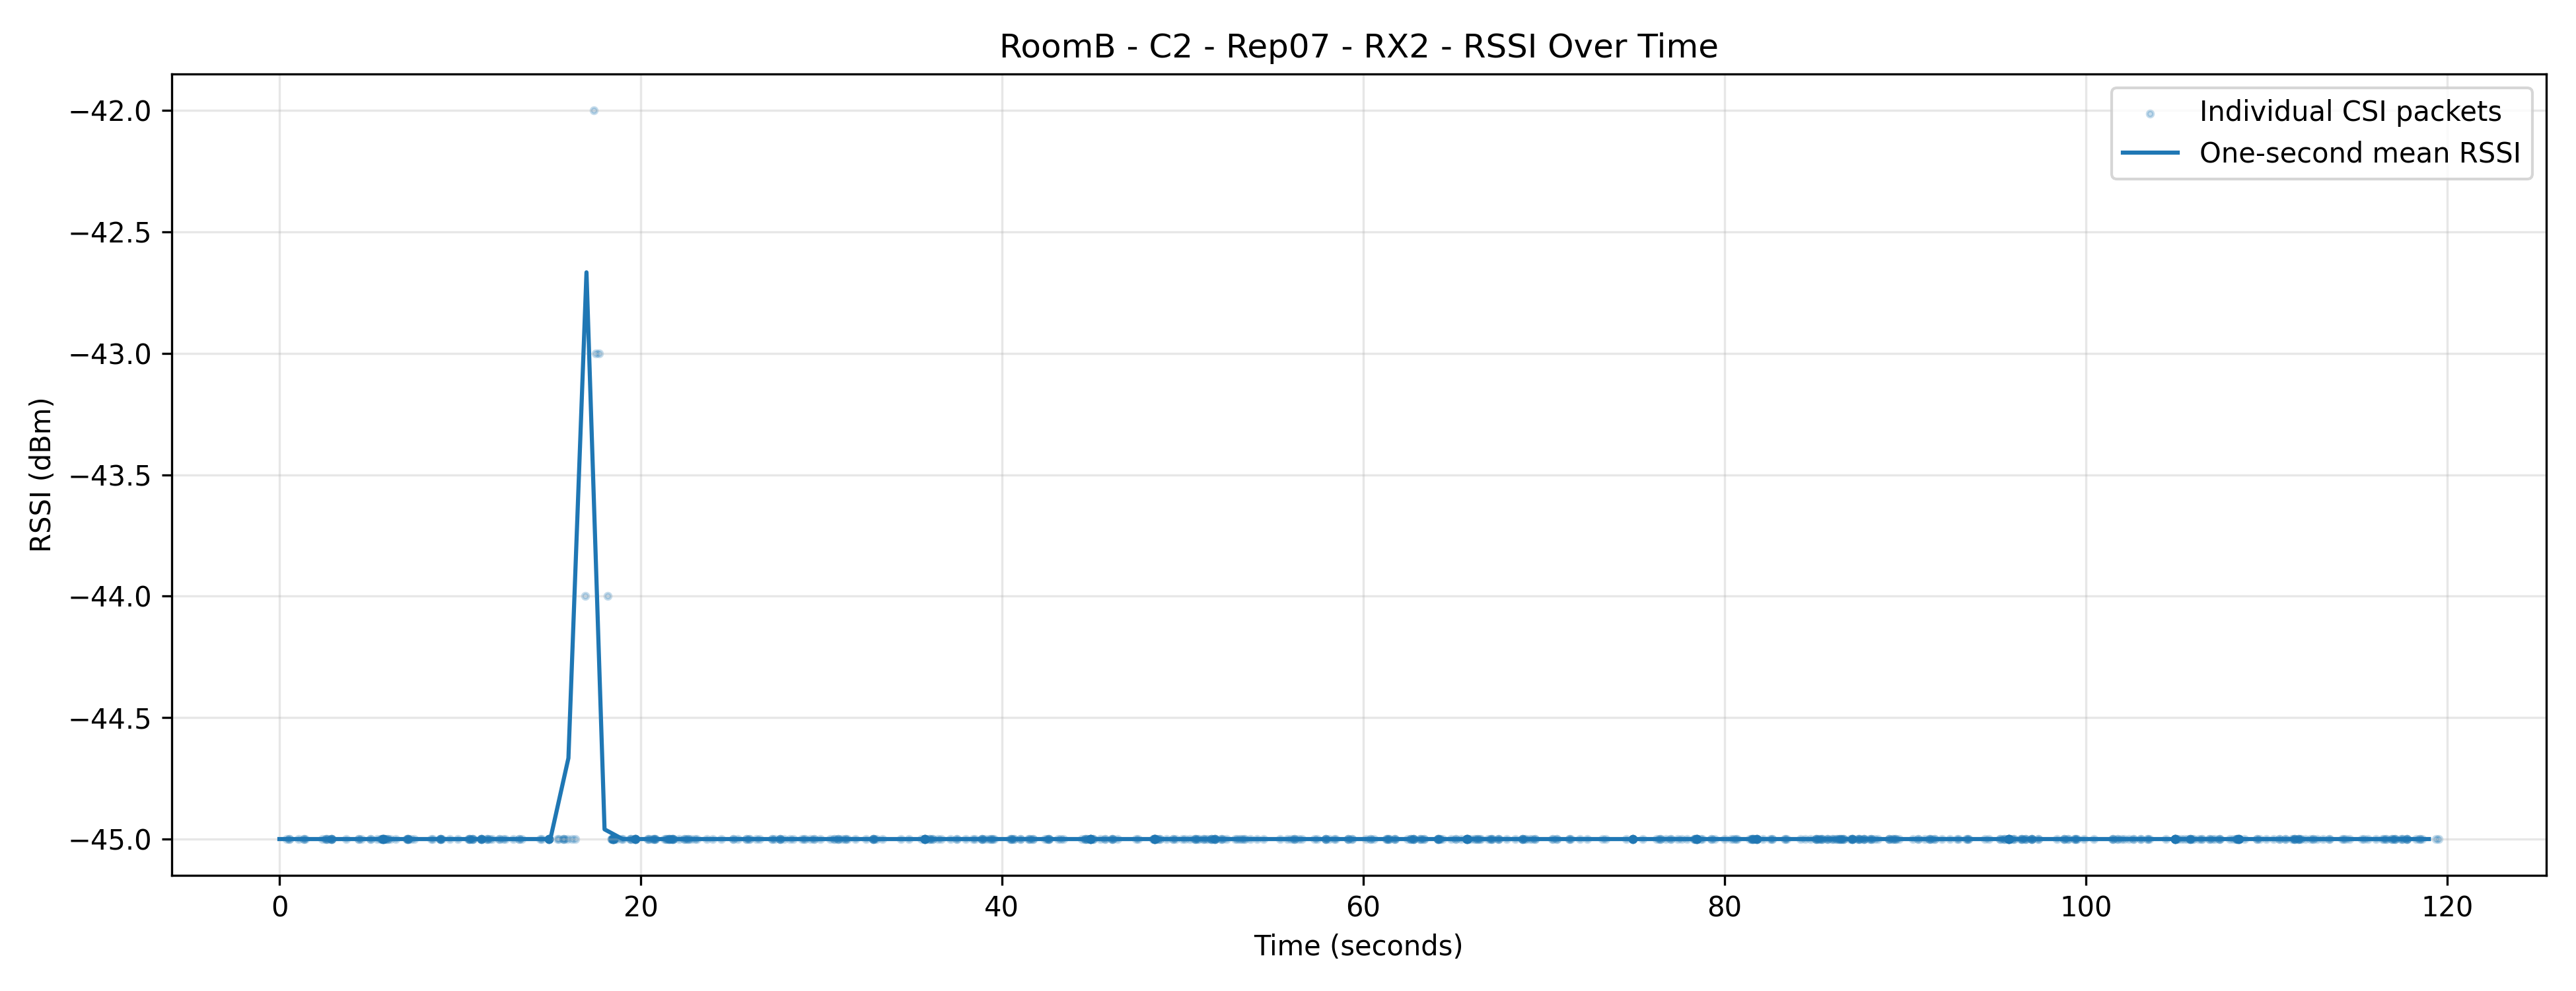 RoomB - C2 - Rep07 - RX2 - RSSI Over Time
Individual CSI packets
One-second mean RSSI
RSSI (dBm)
−42.0
−42.5
−43.0
−43.5
−44.0
−44.5
−45.0
0 20 40 60 80 100 120
Time (seconds)